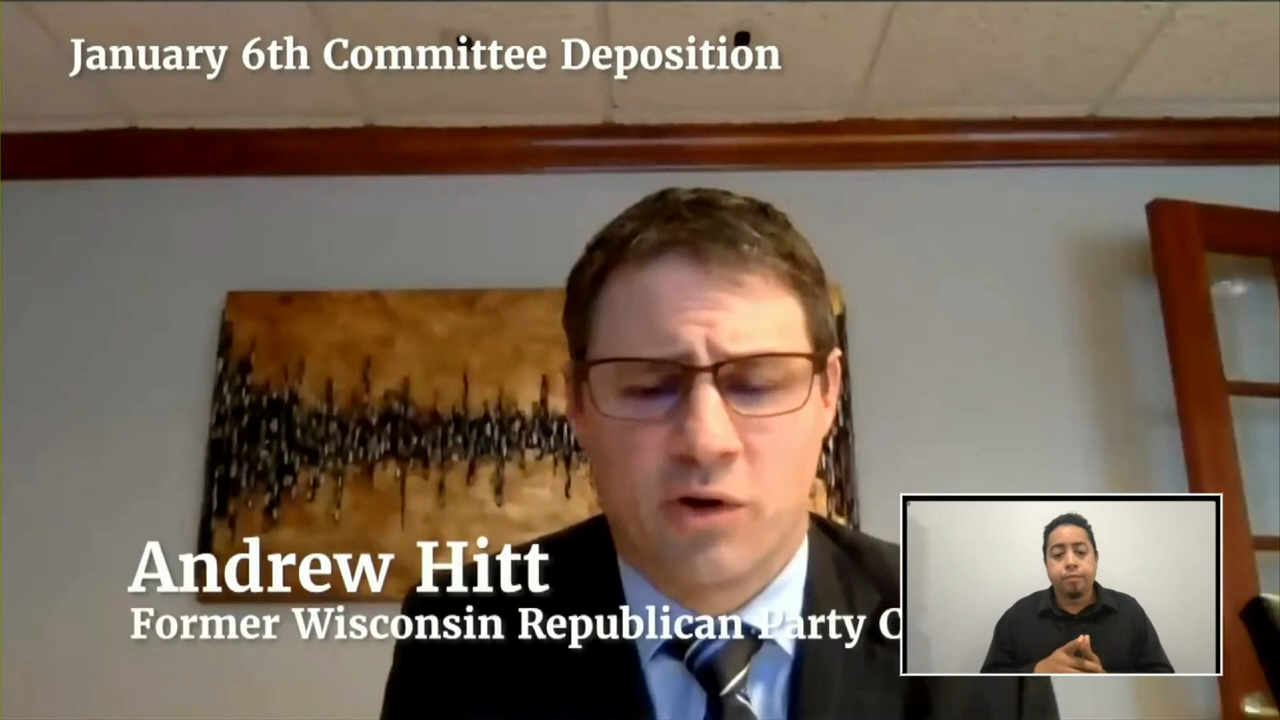 January 6th Committee Deposition
Andrew Hitt
Former Wisconsin Republican Party